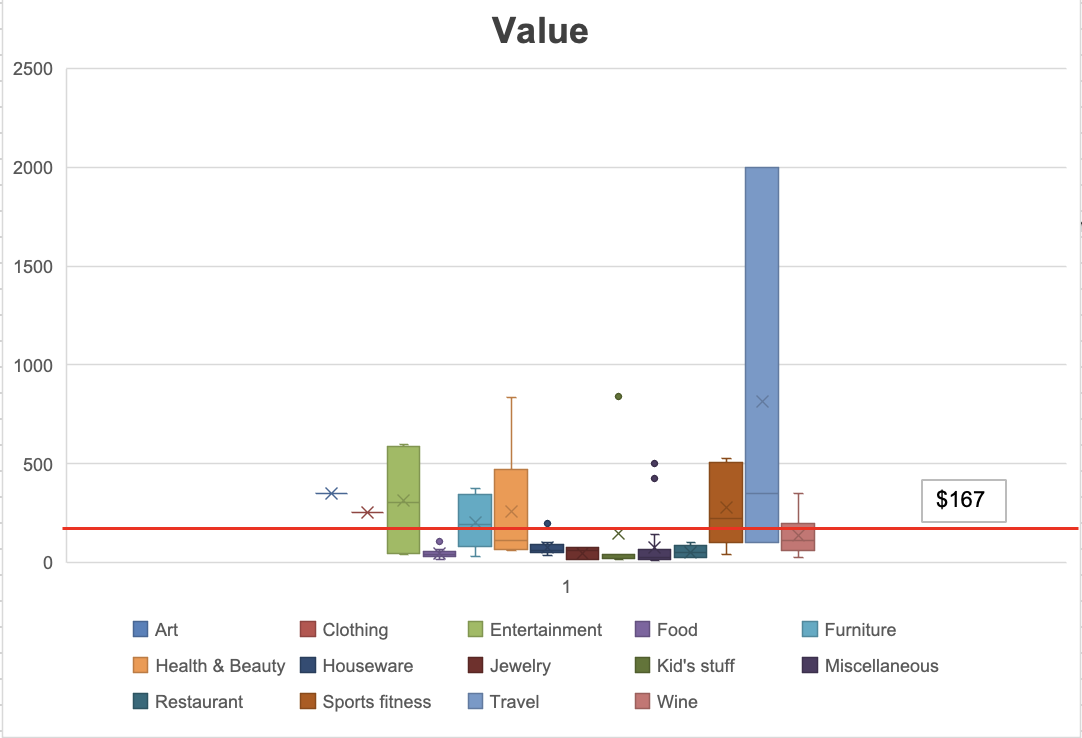 Value
2500
2000
1500
1000
500
0
$167
1
Art Clothing Entertainment Food Furniture
Health & Beauty Houseware Jewelry Kid's stuff Miscellaneous
Restaurant Sports fitness Travel Wine